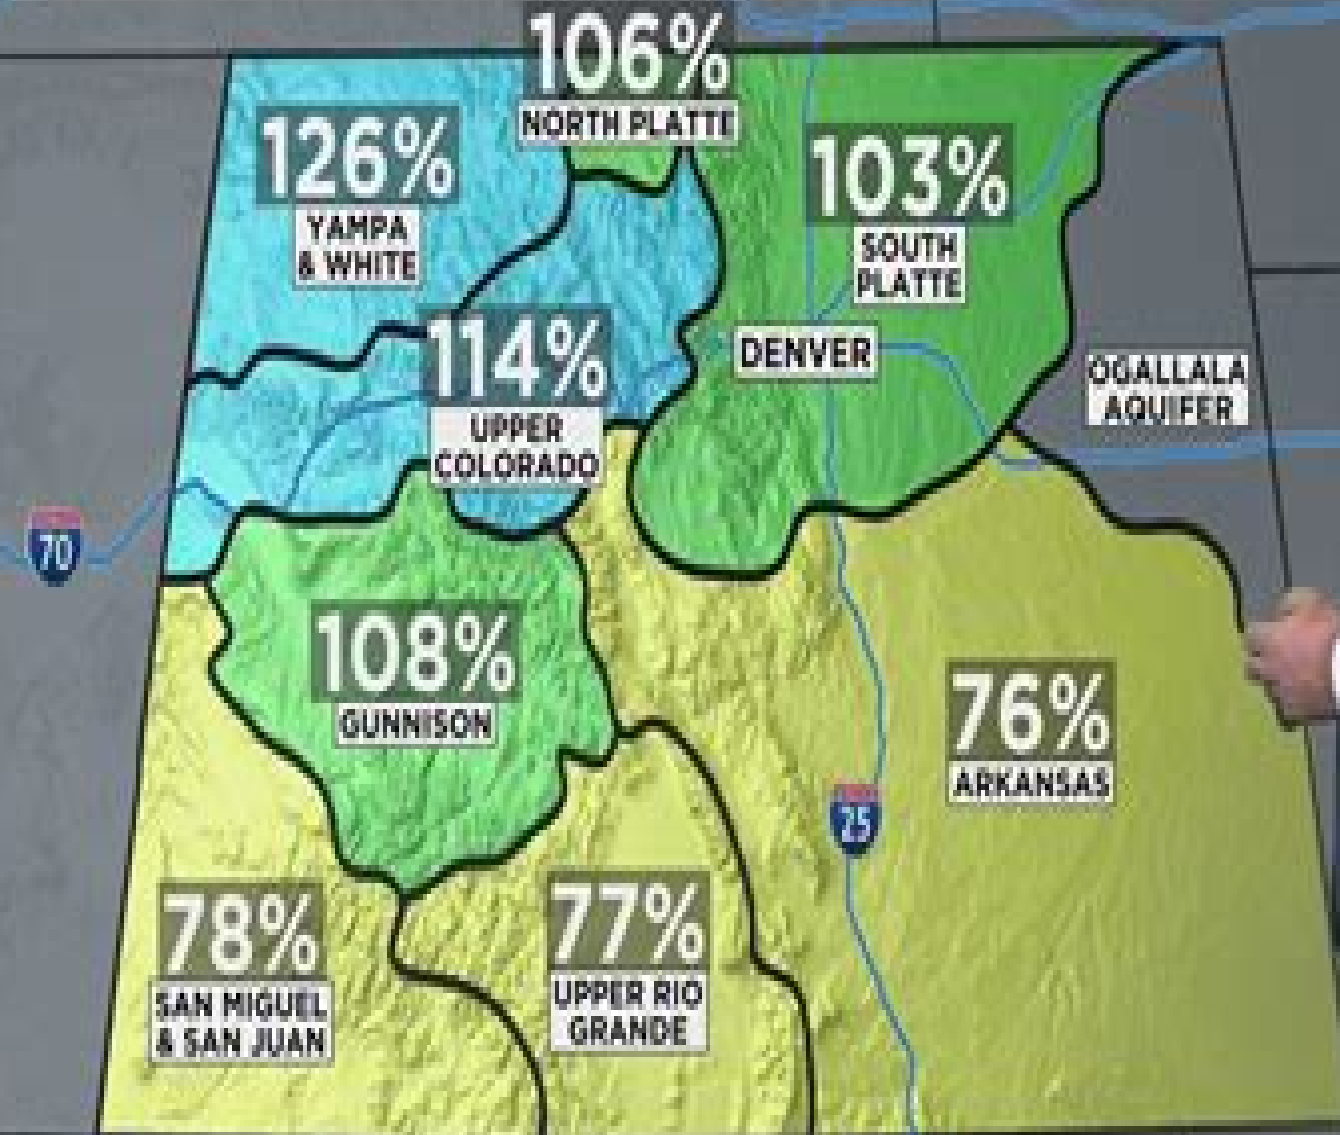 106%
NORTH PLATTE
126%
YAMPA
& WHITE
103%
SOUTH
PLATTE
114%
UPPER
COLORADO
DENVER
OGALLALA
AQUIFER
70
108%
GUNNISON
76%
ARKANSAS
25
78%
SAN MIGUEL
& SAN JUAN
77%
UPPER RIO
GRANDE